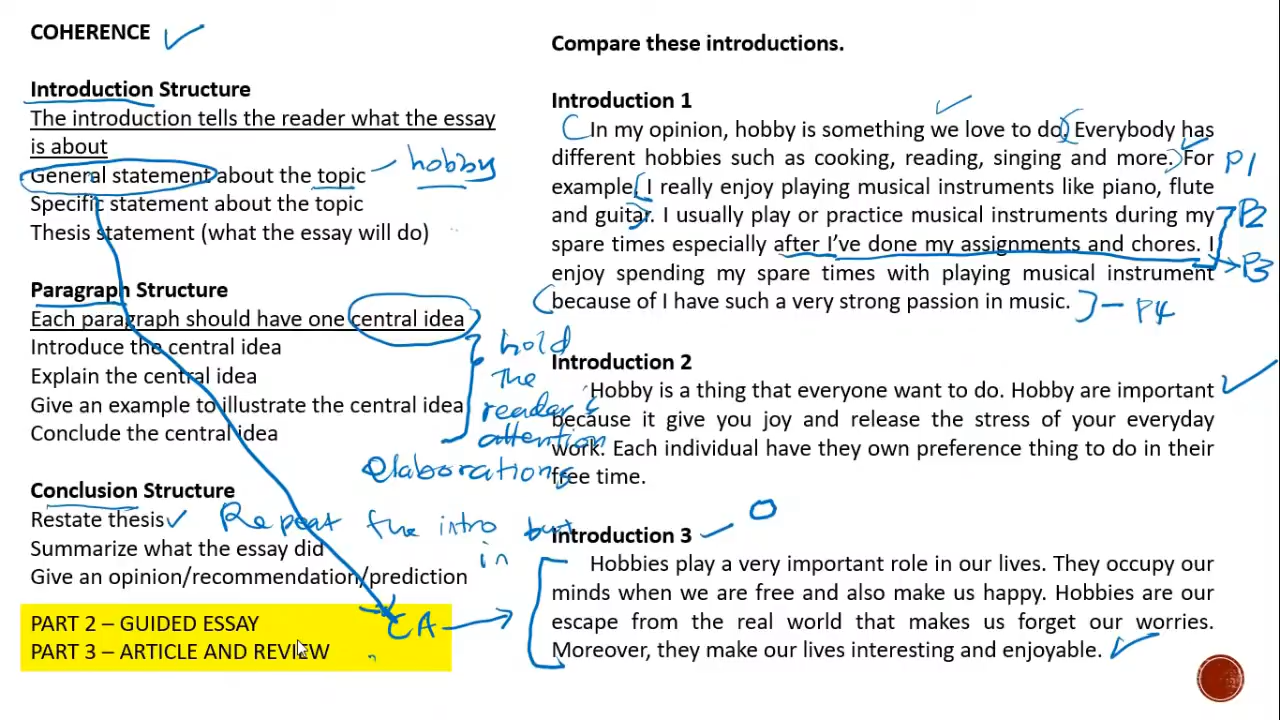 COHERENCE
Introduction Structure
The introduction tells the reader what the essay
is about
General statement about the topic
hobby
Specific statement about the topic
Thesis statement (what the essay will do)
Paragraph Structure
Each paragraph should have one central idea
Introduce the central idea
Explain the central idea
Give an example to illustrate the central idea
Conclude the central idea
hold
the
reader's
attention
elaborations
Conclusion Structure
Restate thesis
Repeat the intro but
in
Summarize what the essay did
Give an opinion/recommendation/prediction
PART 2 – GUIDED ESSAY
PART 3 – ARTICLE AND REVIEW
CA
Compare these introductions.
Introduction 1
In my opinion, hobby is something we love to do. Everybody has
different hobbies such as cooking, reading, singing and more. For
P1
example, I really enjoy playing musical instruments like piano, flute
and guitar. I usually play or practice musical instruments during my
P2
spare times especially after I've done my assignments and chores. I
P3
enjoy spending my spare times with playing musical instrument
because of I have such a very strong passion in music.
P4
Introduction 2
Hobby is a thing that everyone want to do. Hobby are important
because it give you joy and release the stress of your everyday
work. Each individual have they own preference thing to do in their
free time.
Introduction 3
Hobbies play a very important role in our lives. They occupy our
minds when we are free and also make us happy. Hobbies are our
escape from the real world that makes us forget our worries.
Moreover, they make our lives interesting and enjoyable.